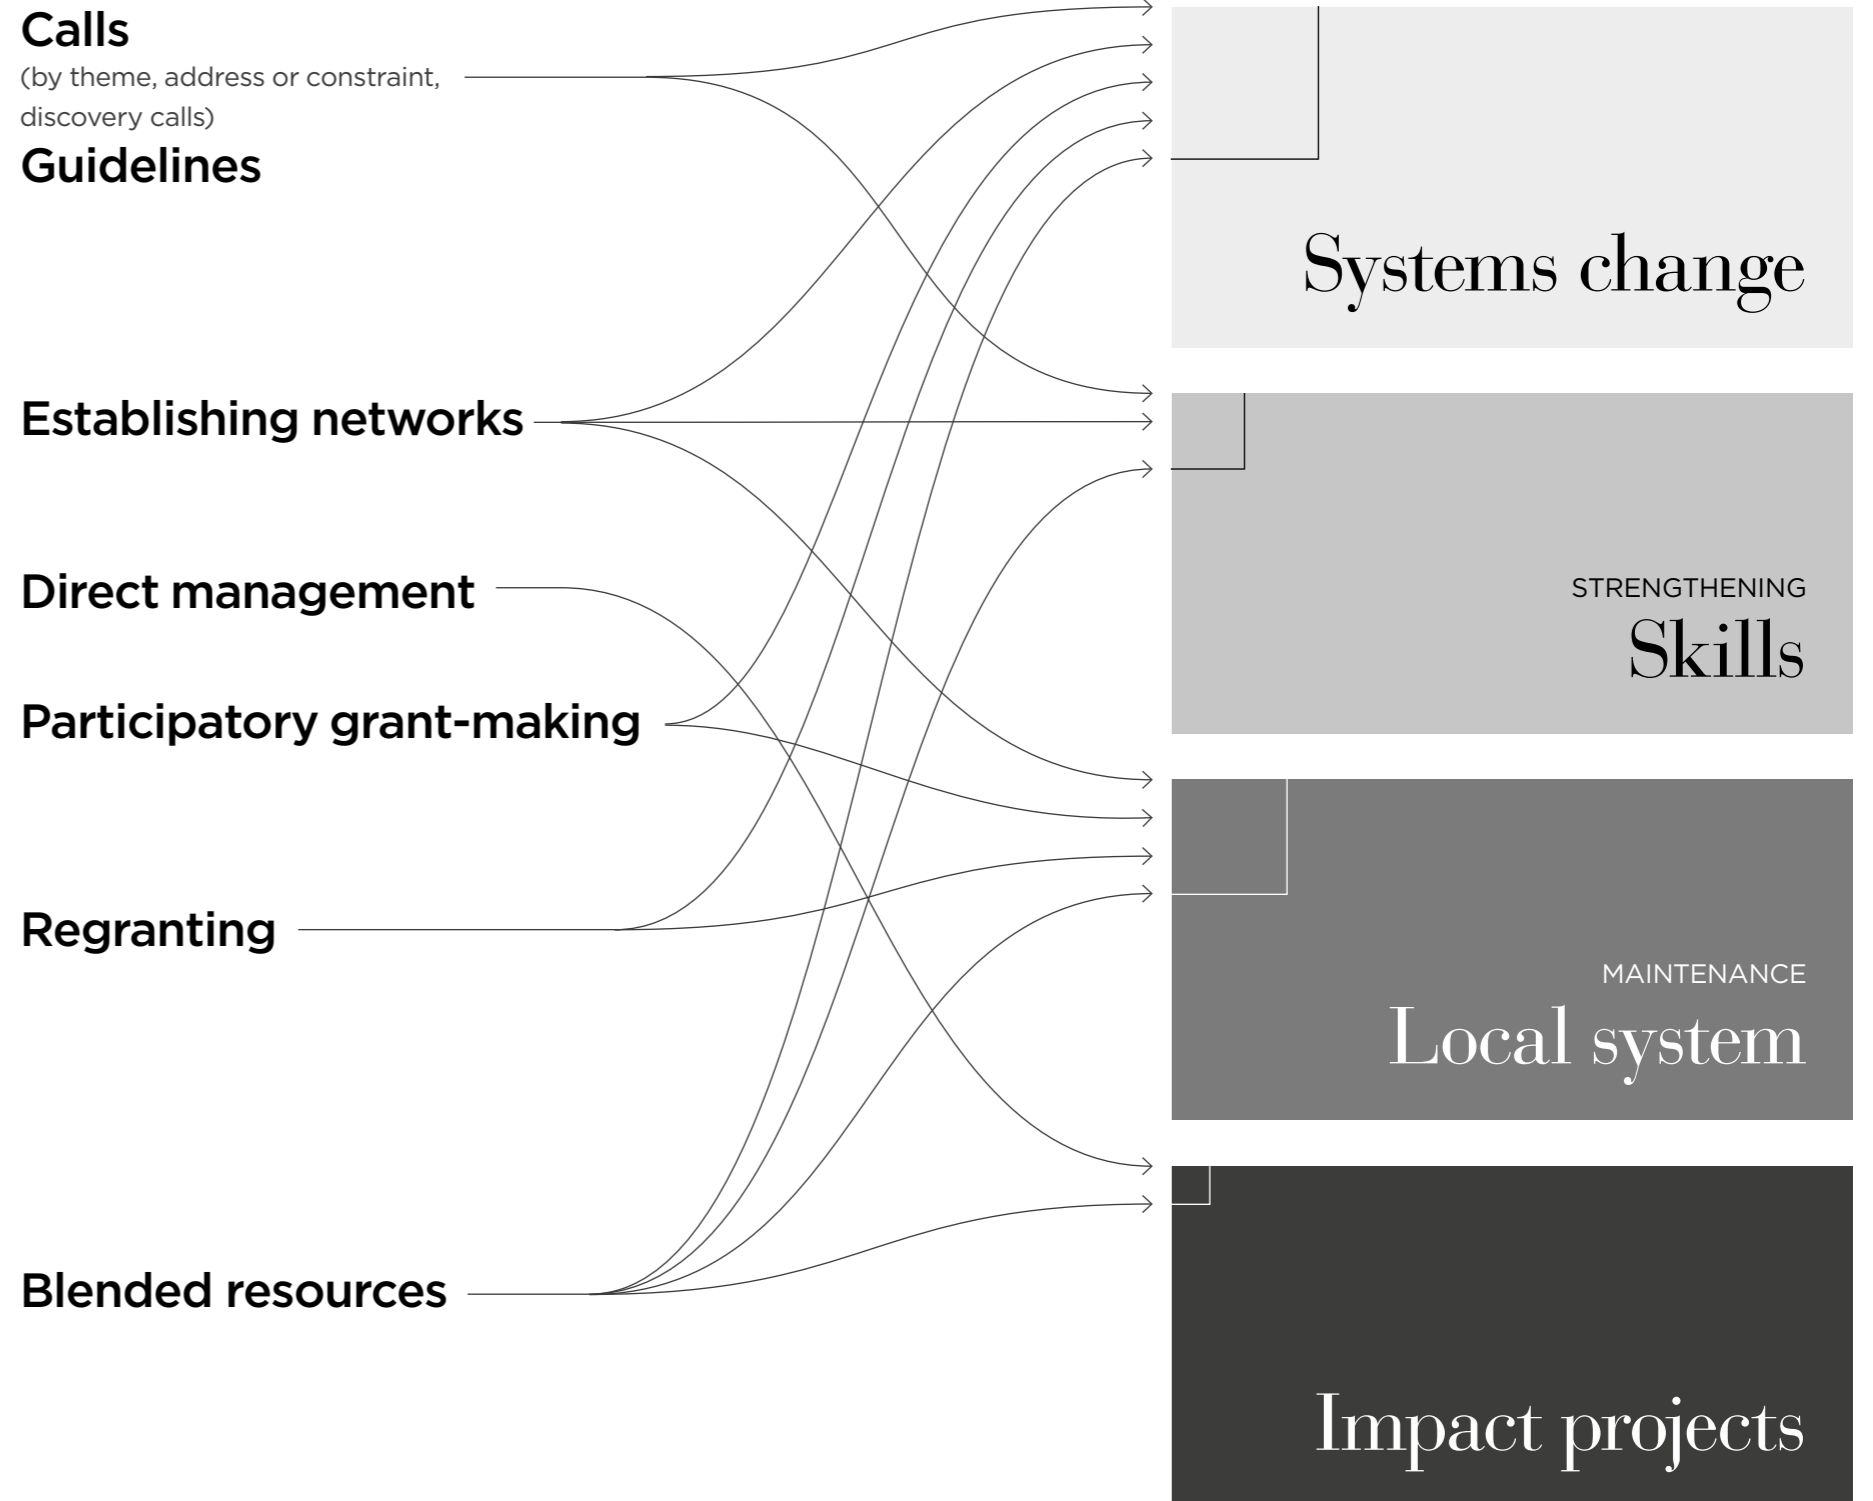 Calls
(by theme, address or constraint,
discovery calls)
Guidelines
Establishing networks
Direct management
Participatory grant-making
Regranting
Blended resources
Systems change
STRENGTHENING
Skills
MAINTENANCE
Local system
Impact projects